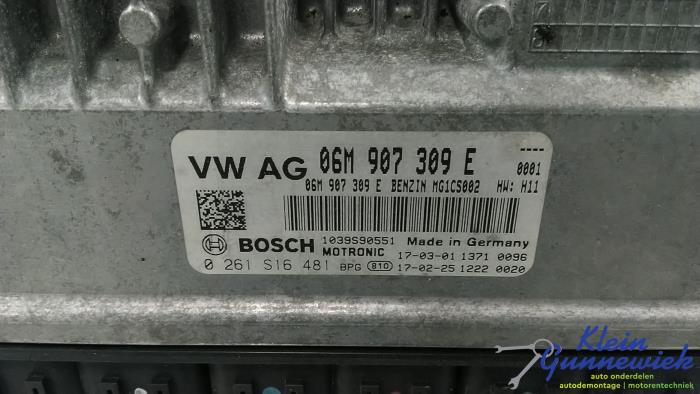 VW AG 06M 907 309 E ----
0001
06M 907 309 E BENZIN MG1CS002 HW: H11
BOSCH 1039S90551 Made in Germany
MOTRONIC 17-03-01 1371 0096
0 261 S16 481 BPG 810 17-02-25 1222 0020
Klein
Gunnewiek
auto onderdelen
autodemontage | motorentechniek